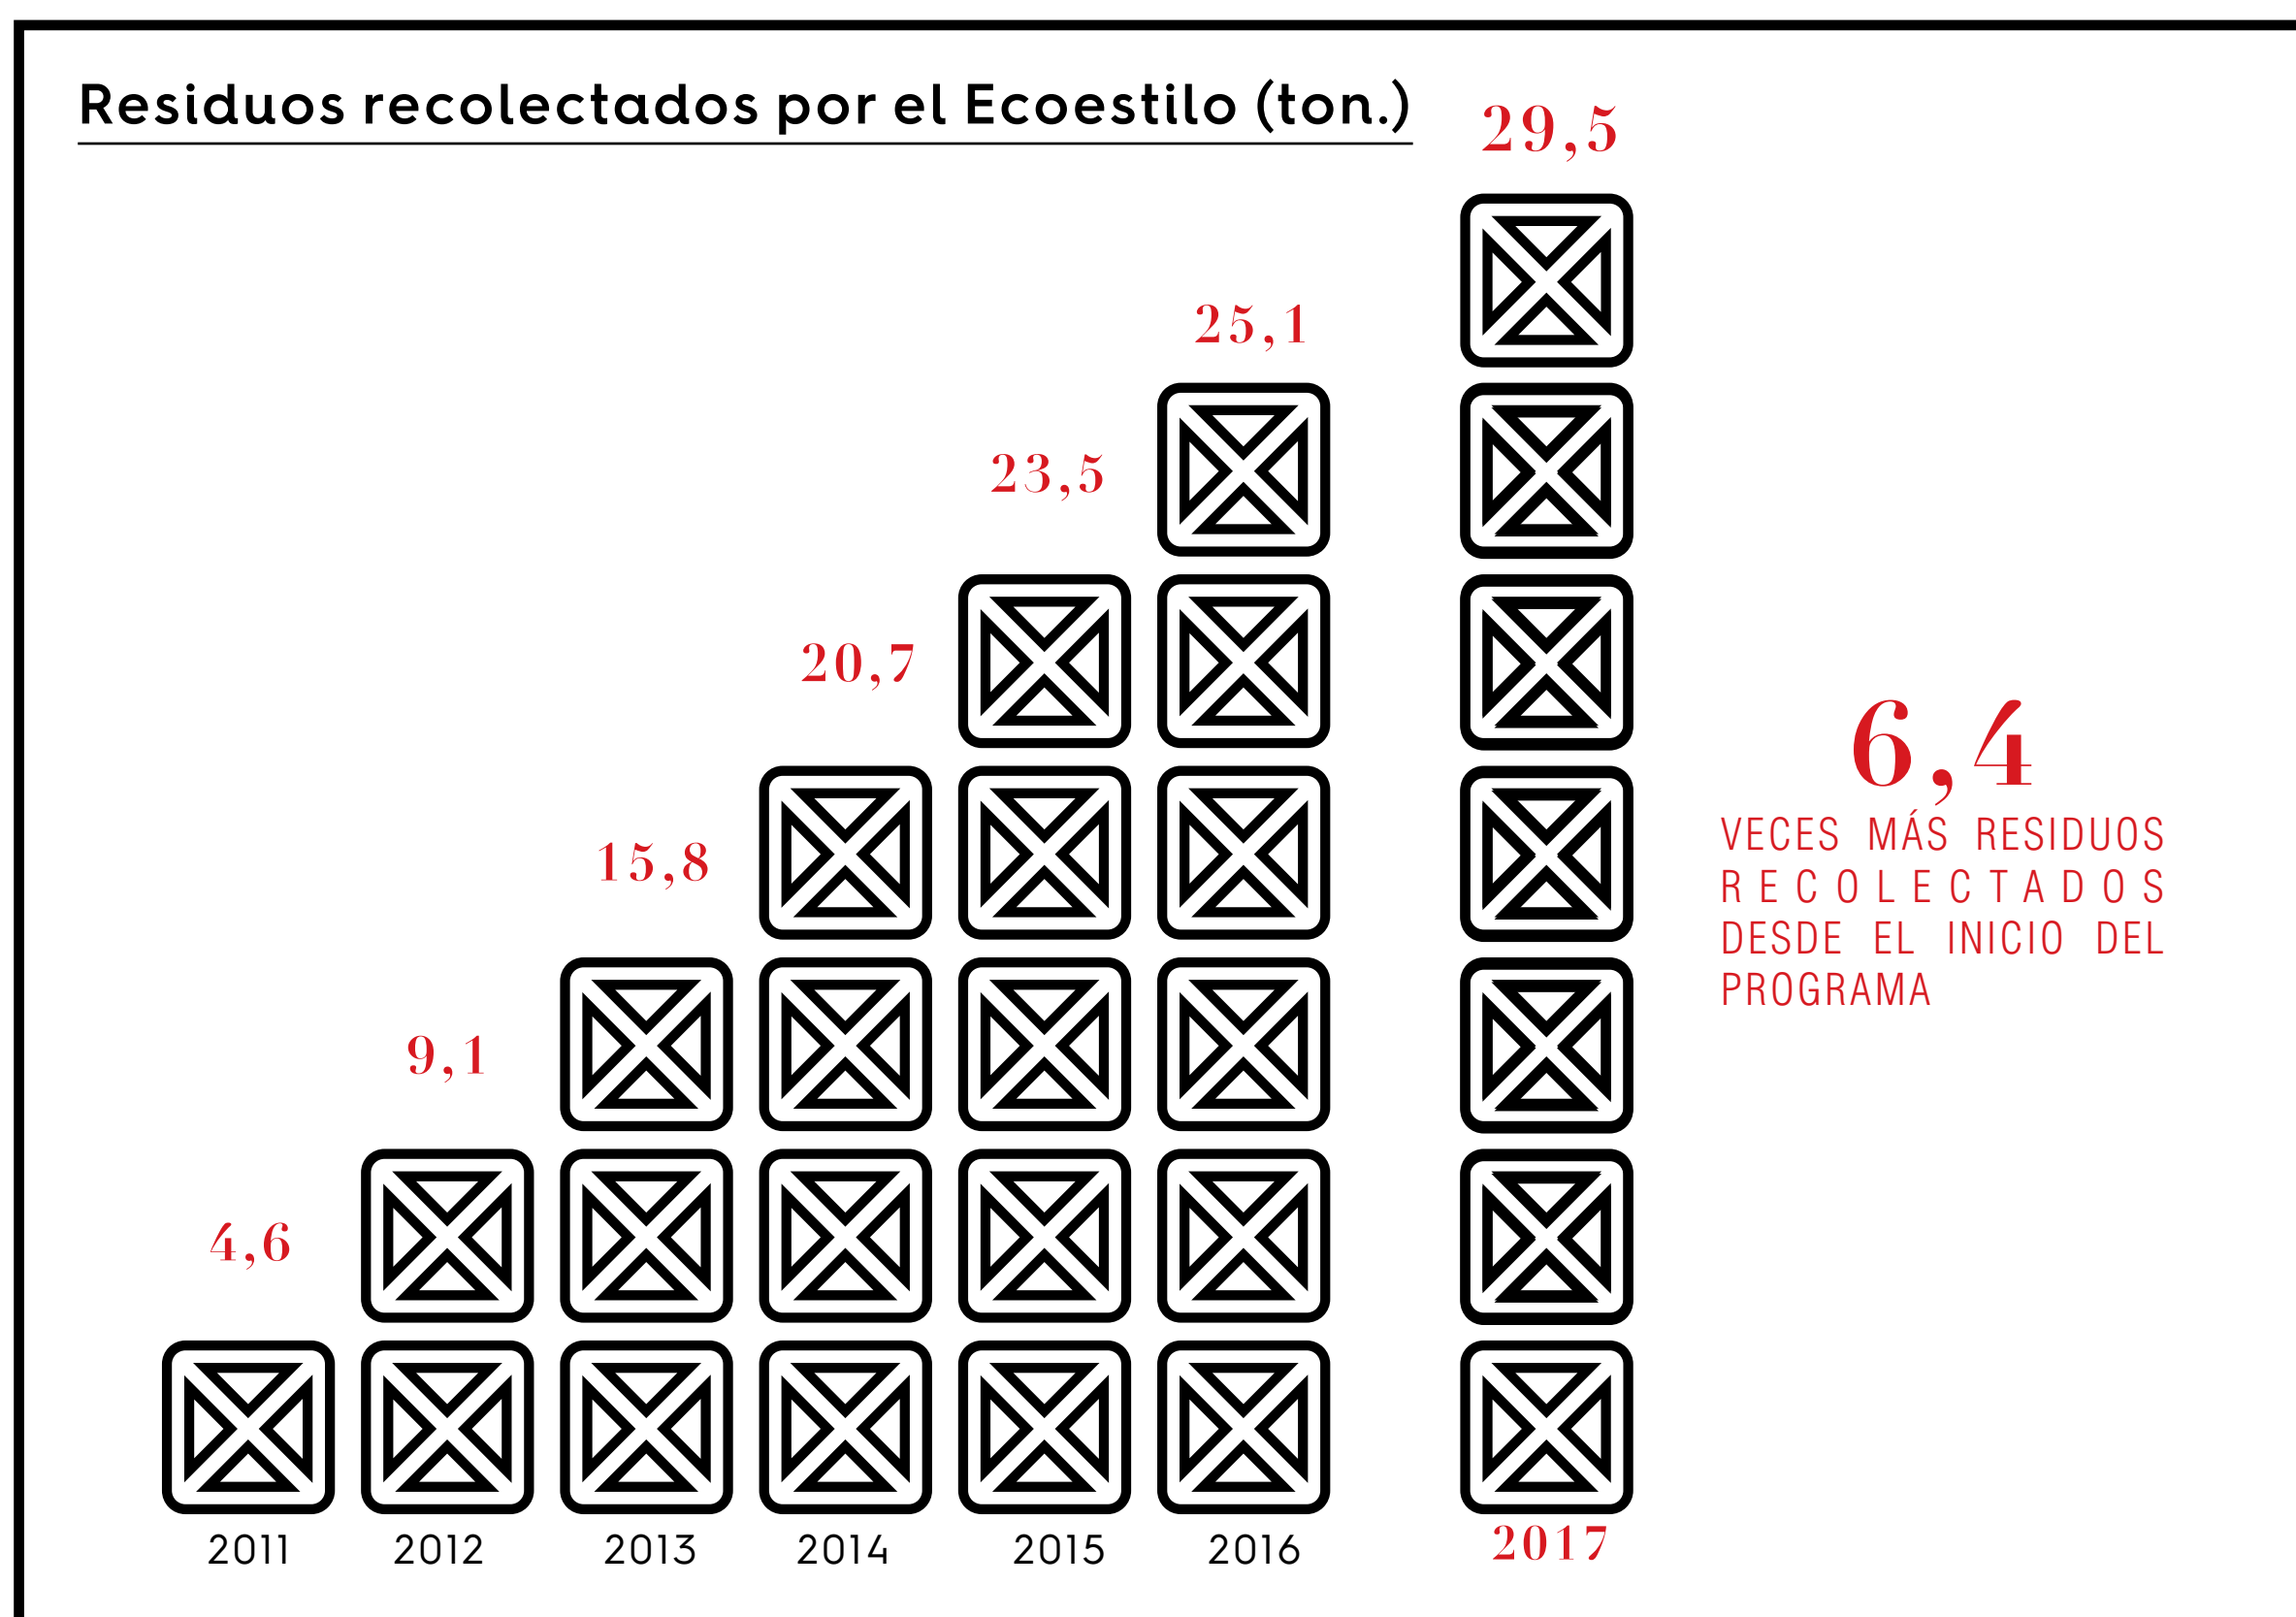 Residuos recolectados por el Ecoestilo (ton.)
29,5
25,1
23,5
20,7
15,8
9,1
4,6
6,4
VECES MÁS RESIDUOS
RECOLECTADOS
DESDE EL INICIO DEL
PROGRAMA
2011 2012 2013 2014 2015 2016 2017